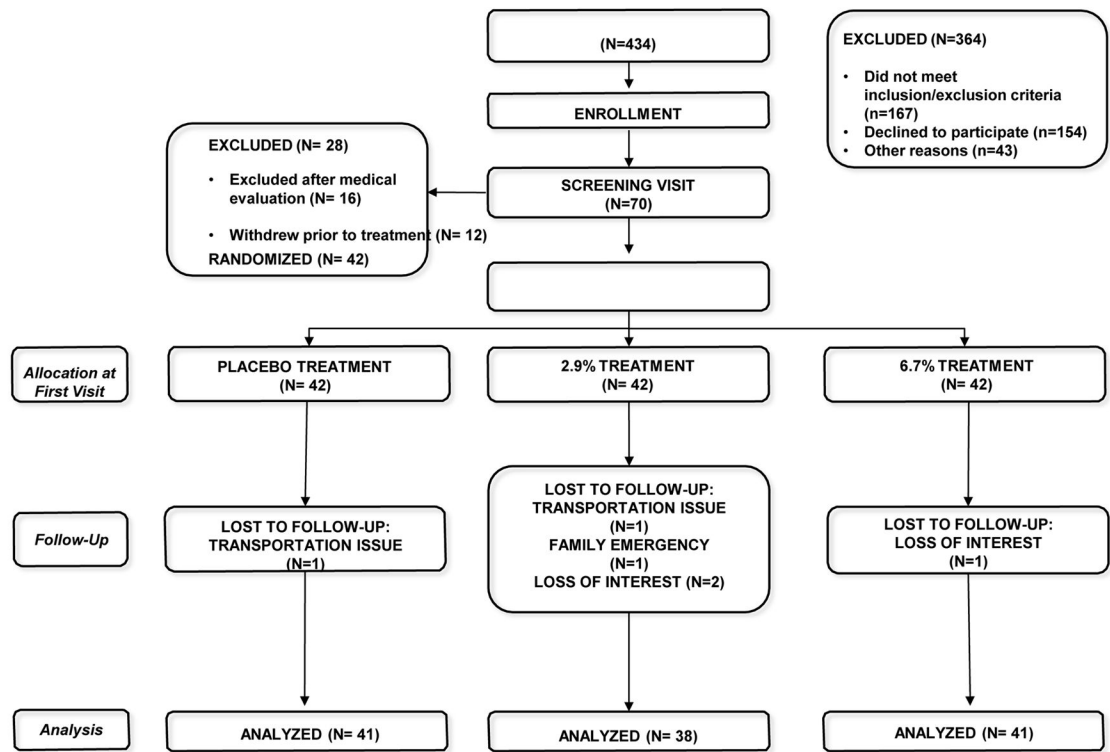 (N=434)
EXCLUDED (N=364)
• Did not meet
inclusion/exclusion criteria
(n=167)
• Declined to participate (n=154)
• Other reasons (n=43)
ENROLLMENT
EXCLUDED (N= 28)
• Excluded after medical
evaluation (N= 16)
• Withdrew prior to treatment (N= 12)
RANDOMIZED (N= 42)
SCREENING VISIT
(N=70)
Allocation at
First Visit
PLACEBO TREATMENT
(N= 42)
2.9% TREATMENT
(N= 42)
6.7% TREATMENT
(N= 42)
Follow-Up
LOST TO FOLLOW-UP:
TRANSPORTATION ISSUE
(N=1)
LOST TO FOLLOW-UP:
TRANSPORTATION ISSUE
(N=1)
FAMILY EMERGENCY
(N=1)
LOSS OF INTEREST (N=2)
LOST TO FOLLOW-UP:
LOSS OF INTEREST
(N=1)
Analysis
ANALYZED (N= 41)
ANALYZED (N= 38)
ANALYZED (N= 41)